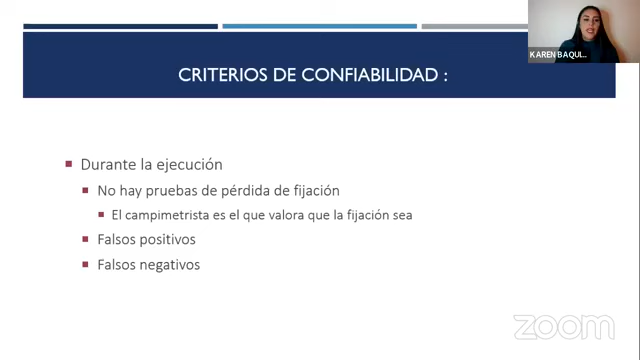 KAREN BAQUI...
CRITERIOS DE CONFIABILIDAD :
Durante la ejecución
No hay pruebas de pérdida de fijación
El campimetrista es el que valora que la fijación sea
Falsos positivos
Falsos negativos
zoom